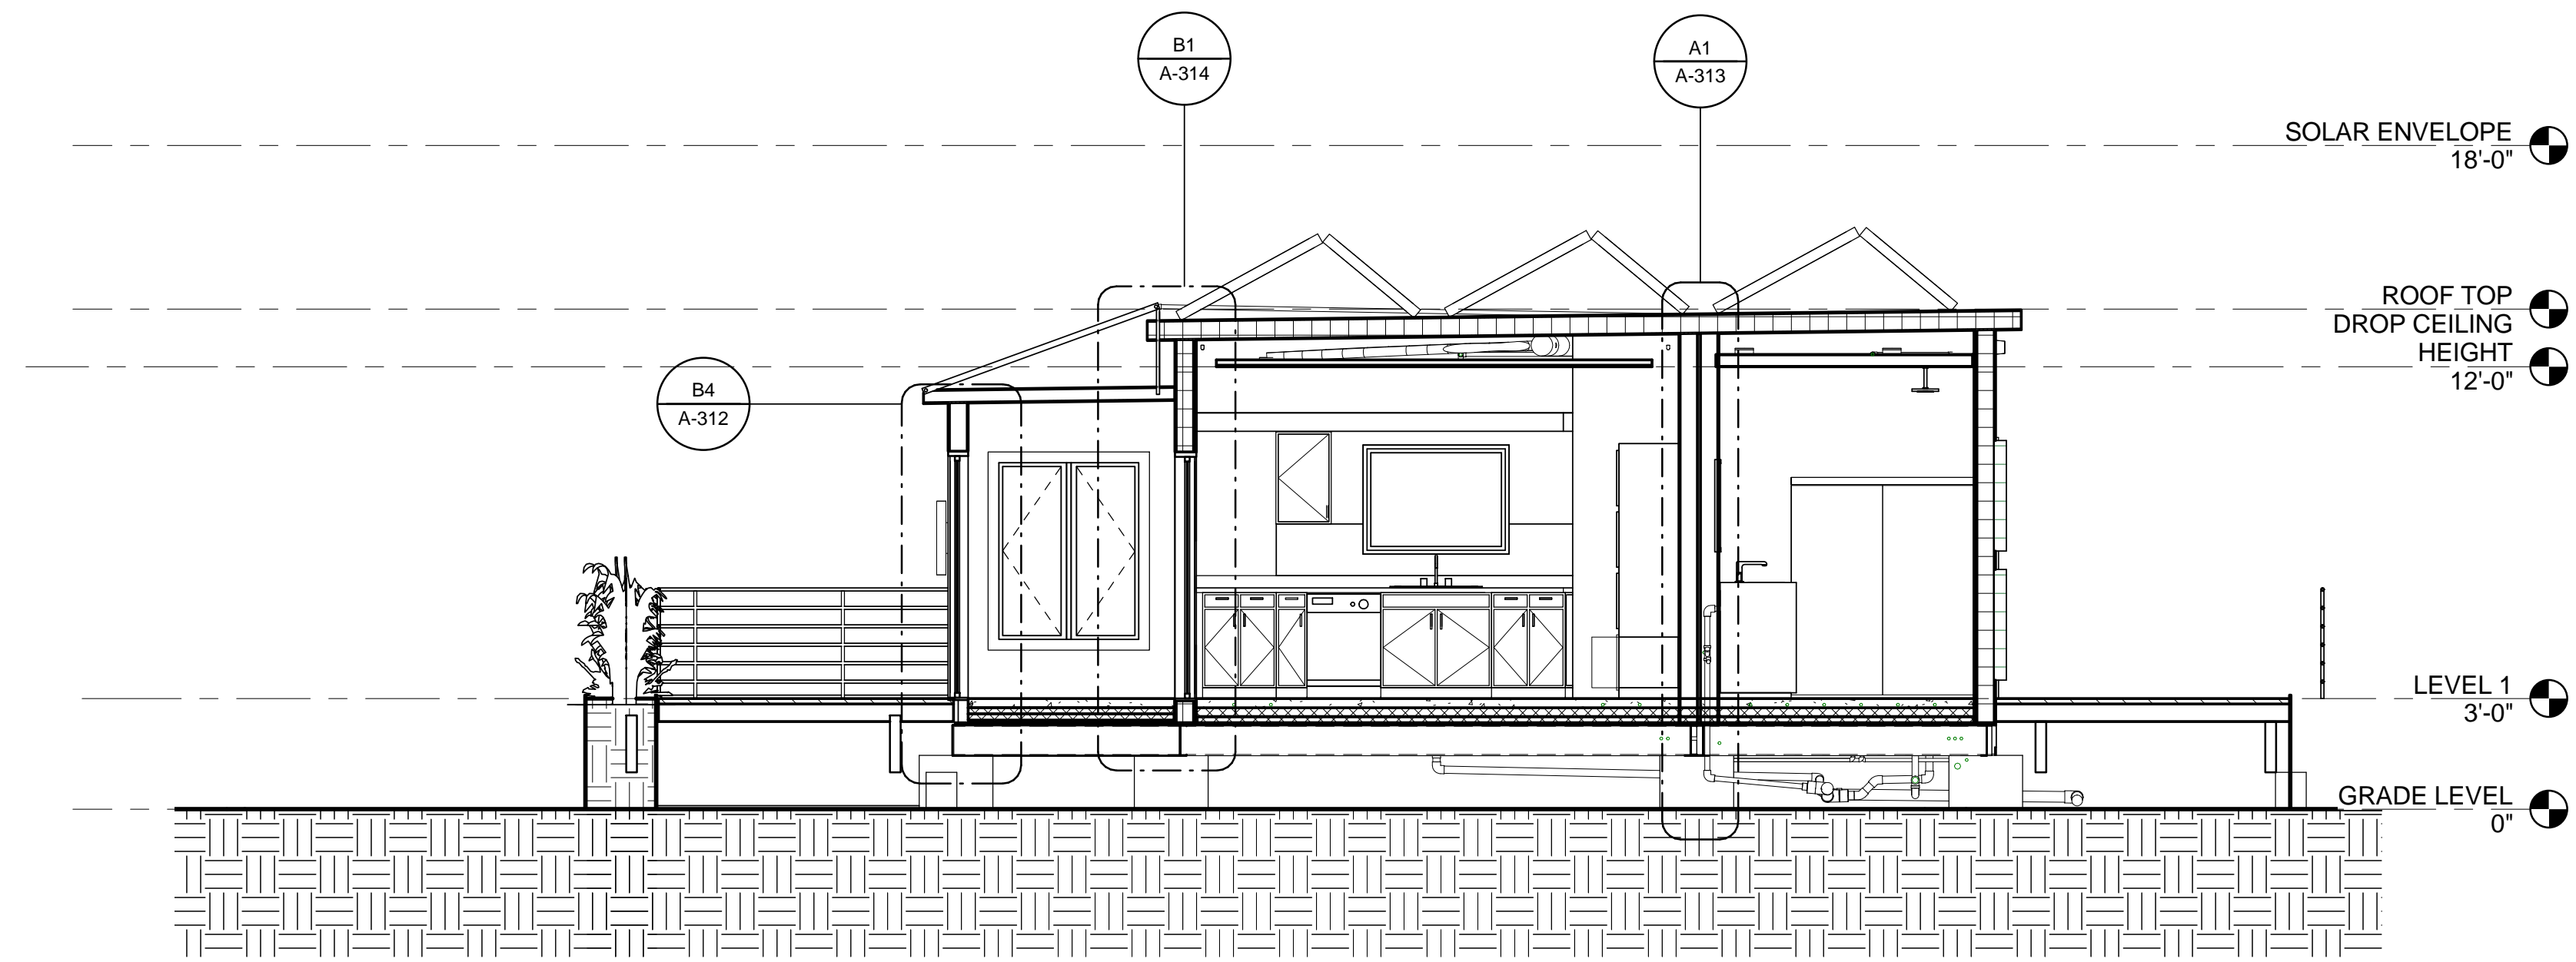 B1
A-314
A1
A-313
SOLAR ENVELOPE
18'-0"
ROOF TOP
DROP CEILING
HEIGHT
12'-0"
B4
A-312
LEVEL 1
3'-0"
GRADE LEVEL
0"